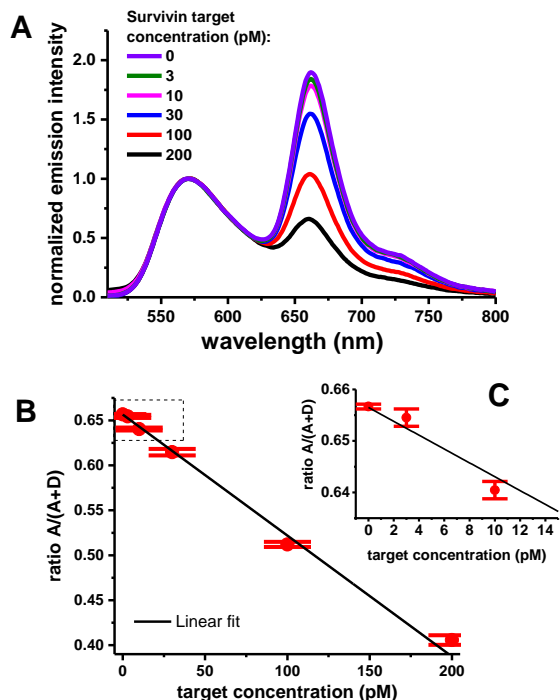 A
Survivin target
concentration (pM):
0
3
10
30
100
200
normalized emission intensity
2.0
1.5
1.0
0.5
0.0
550 600 650 700 750 800
wavelength (nm)
B
ratio A/(A+D)
0.65
0.60
0.55
0.50
0.45
0.40
Linear fit
0 50 100 150 200
target concentration (pM)
C
ratio A/(A+D)
0.66
0.65
0.64
0 2 4 6 8 10 12 14
target concentration (pM)